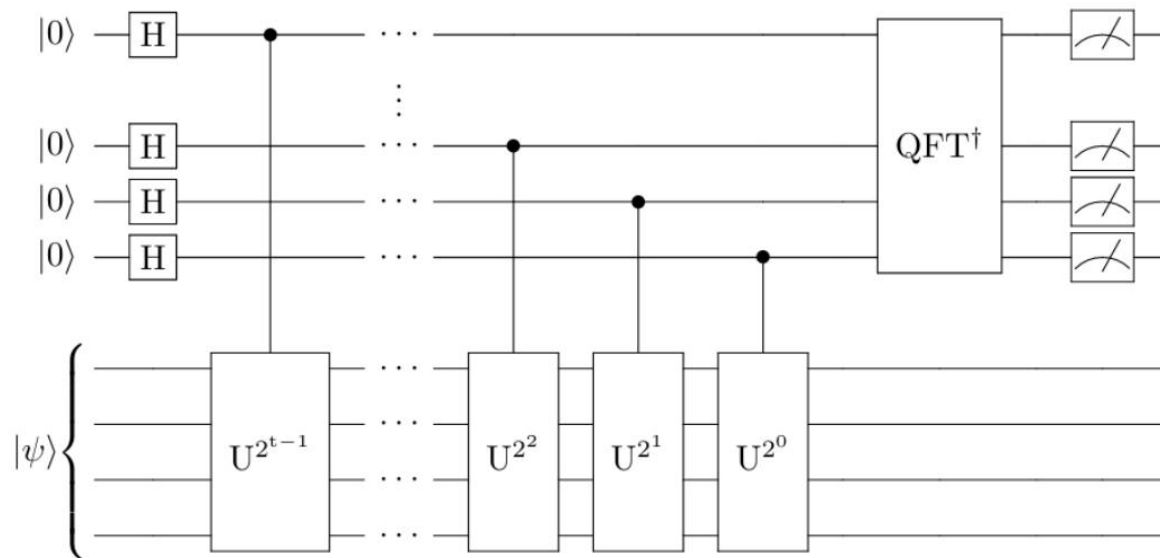 |0⟩ H ···
⋮
|0⟩ H ··· QFT†
|0⟩ H ···
|0⟩ H ···
···
···
|ψ⟩ U^{2^{t−1}} U^{2^2} U^{2^1} U^{2^0}
···
···